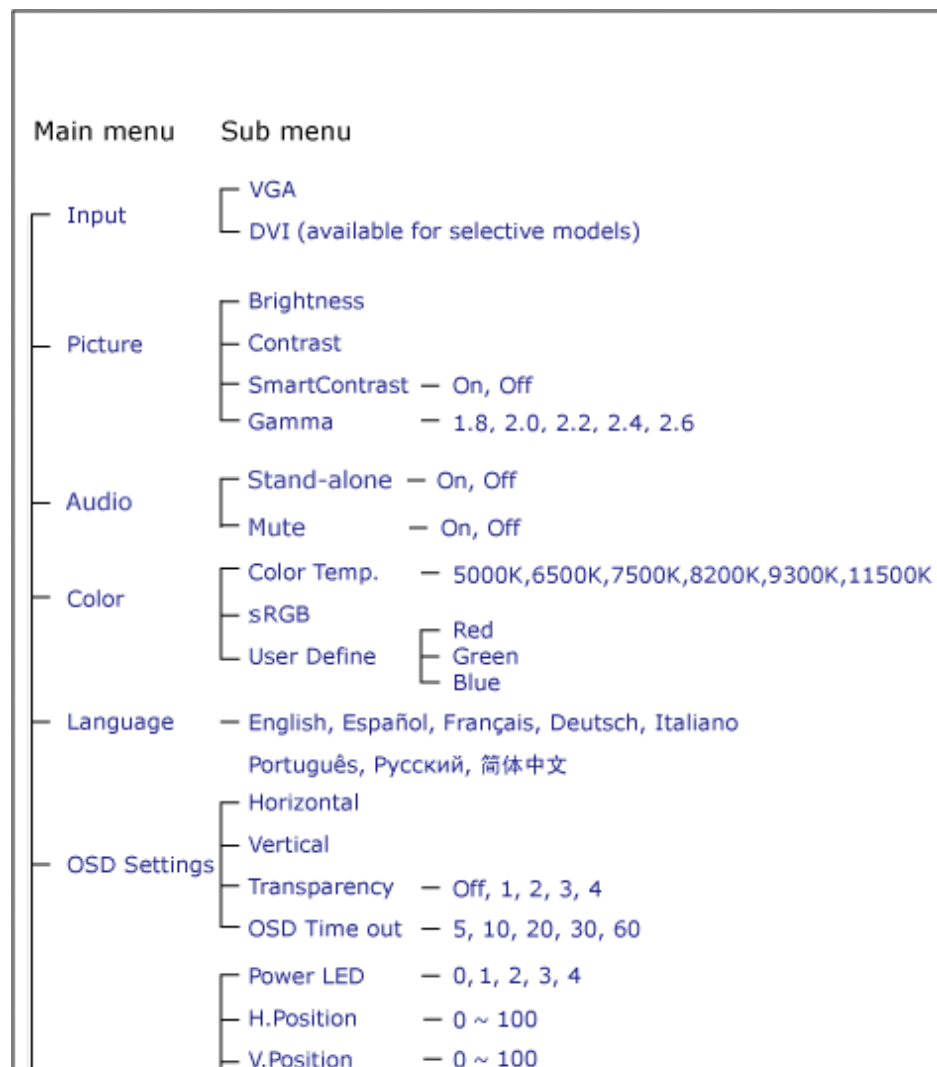 Main menu Sub menu
Input
VGA
DVI (available for selective models)
Picture
Brightness
Contrast
SmartContrast — On, Off
Gamma — 1.8, 2.0, 2.2, 2.4, 2.6
Audio
Stand-alone — On, Off
Mute — On, Off
Color
Color Temp. — 5000K,6500K,7500K,8200K,9300K,11500K
sRGB
User Define
Red
Green
Blue
Language — English, Español, Français, Deutsch, Italiano
Português, Русский, 简体中文
OSD Settings
Horizontal
Vertical
Transparency — Off, 1, 2, 3, 4
OSD Time out — 5, 10, 20, 30, 60
Power LED — 0, 1, 2, 3, 4
H.Position — 0 ~ 100
V.Position — 0 ~ 100